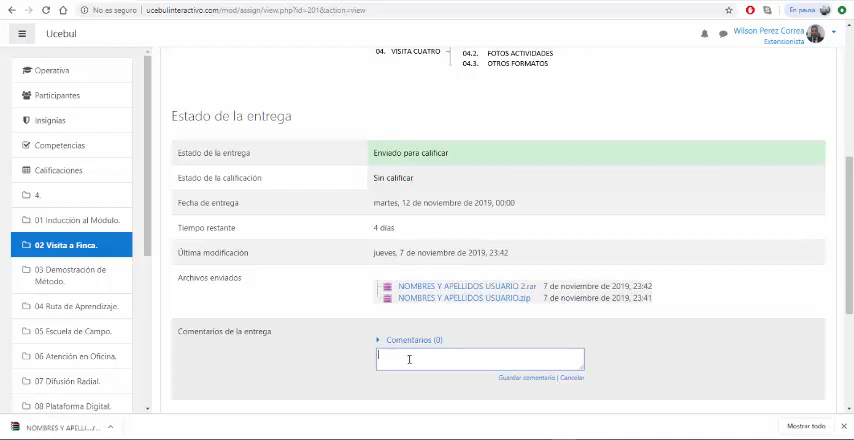 No es seguro | ucebulinteractivo.com/mod/assign/view.php?id=201&action=view
En pausa
Ucebul
Wilson Perez Correa
Extensionista
04. VISITA CUATRO
04.2. FOTOS ACTIVIDADES
04.3. OTROS FORMATOS
Operativa
Participantes
Insignias
Competencias
Calificaciones
4.
01 Inducción al Módulo.
02 Visita a Finca.
03 Demostración de
Método.
04 Ruta de Aprendizaje.
05 Escuela de Campo.
06 Atención en Oficina.
07 Difusión Radial.
08 Plataforma Digital.
Estado de la entrega
Estado de la entrega Enviado para calificar
Estado de la calificación Sin calificar
Fecha de entrega martes, 12 de noviembre de 2019, 00:00
Tiempo restante 4 días
Última modificación jueves, 7 de noviembre de 2019, 23:42
Archivos enviados
NOMBRES Y APELLIDOS USUARIO 2.rar 7 de noviembre de 2019, 23:42
NOMBRES Y APELLIDOS USUARIO.zip 7 de noviembre de 2019, 23:41
Comentarios de la entrega
Comentarios (0)
Guardar comentario | Cancelar
NOMBRES Y APELLI.../...
Mostrar todo